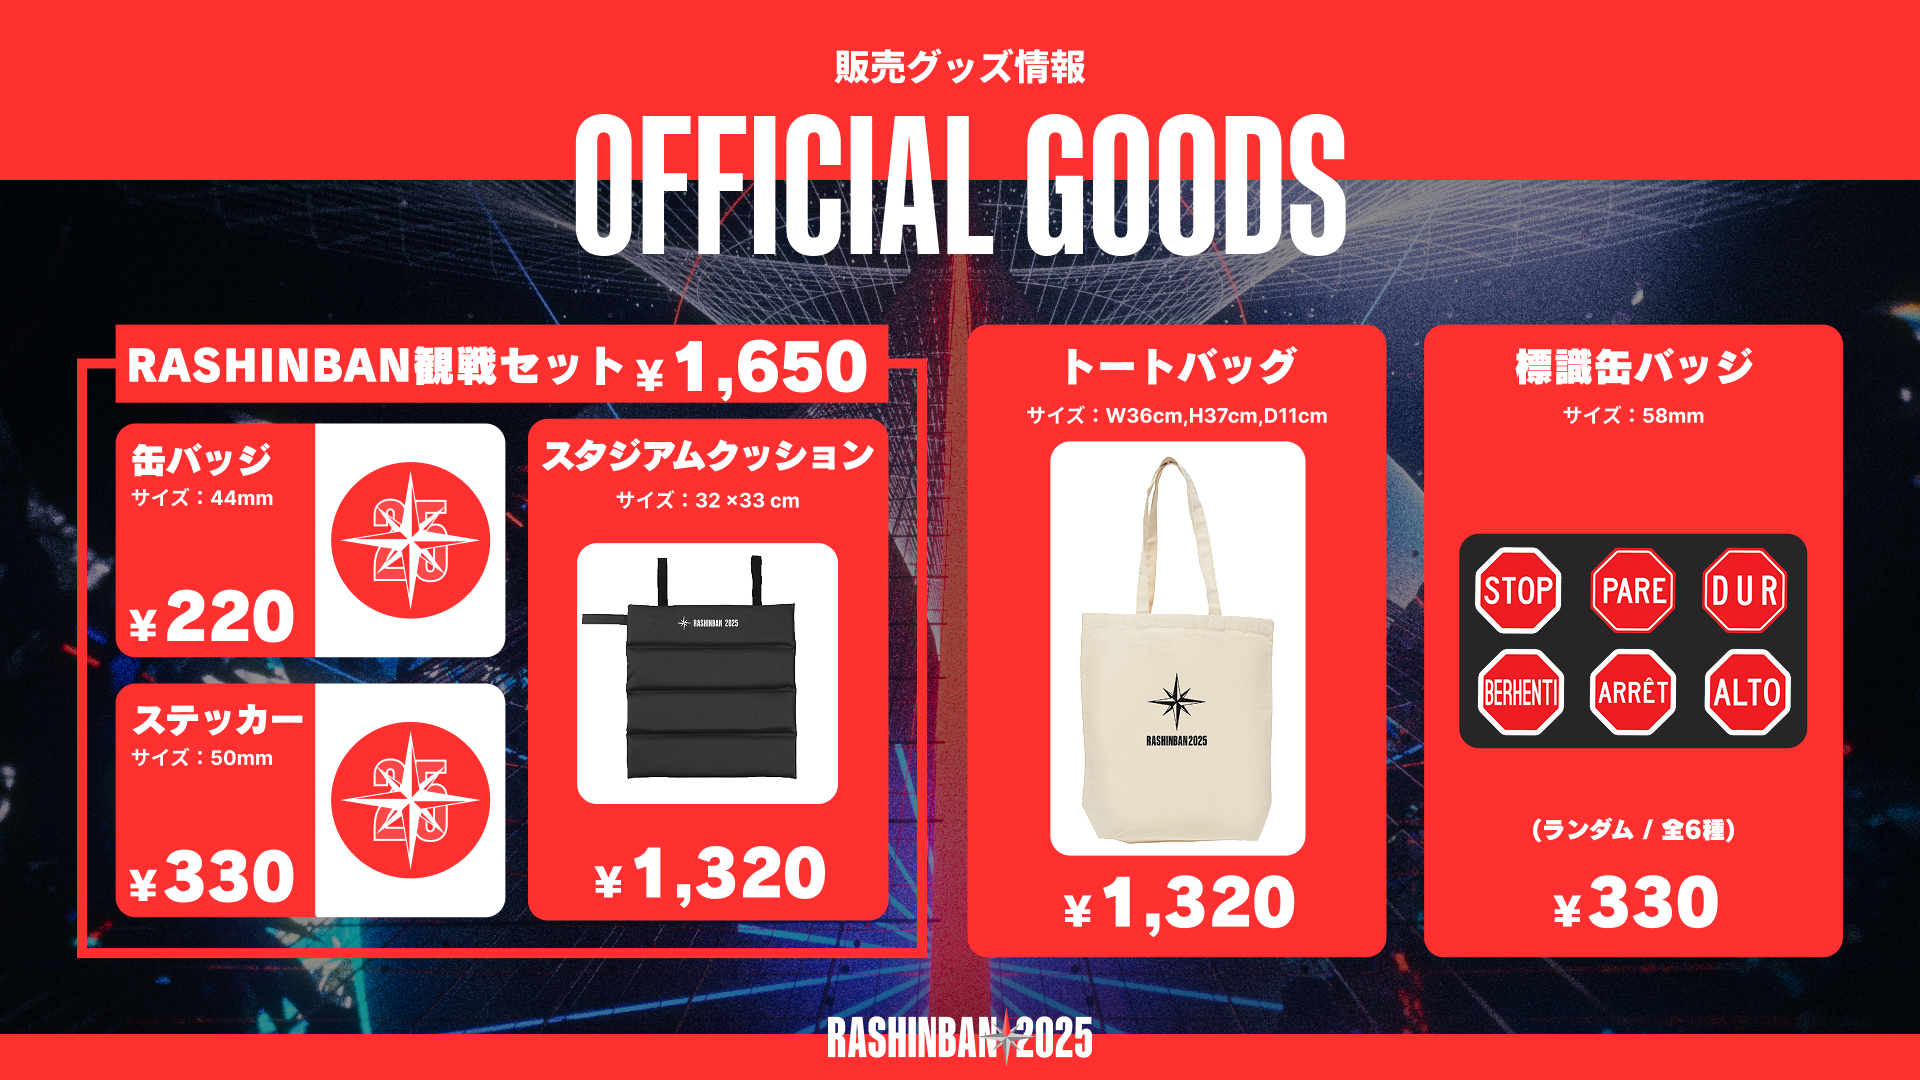 販売グッズ情報
OFFICIAL GOODS
RASHINBAN観戦セット ¥1,650
缶バッジ
サイズ：44mm
¥220
25
ステッカー
サイズ：50mm
¥330
25
スタジアムクッション
サイズ：32 ×33 cm
RASHINBAN 2025
¥1,320
トートバッグ
サイズ：W36cm,H37cm,D11cm
RASHINBAN2025
¥1,320
標識缶バッジ
サイズ：58mm
STOP
PARE
DUR
BERHENTI
ARRÊT
ALTO
(ランダム / 全6種)
¥330
RASHINBAN 2025